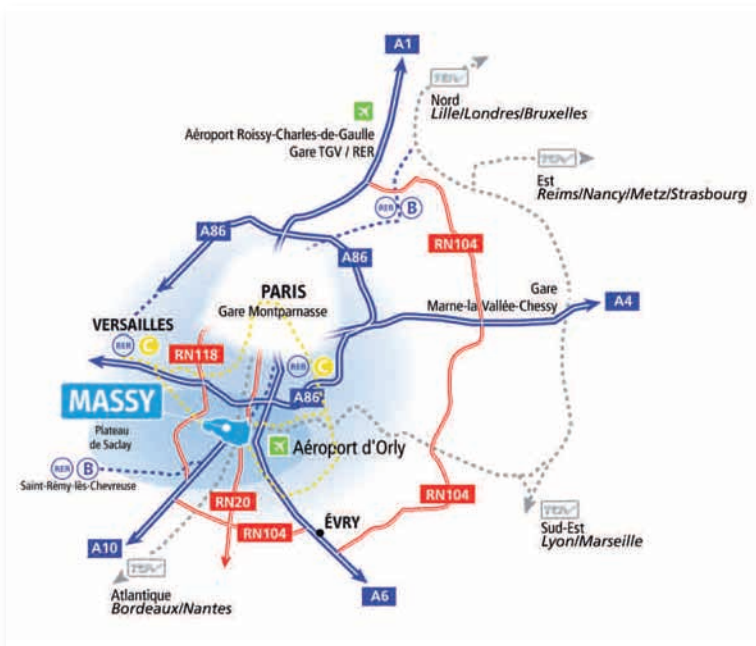 A1
TGV
Nord
Lille/Londres/Bruxelles
Aéroport Roissy-Charles-de-Gaulle
Gare TGV / RER
TGV
Est
Reims/Nancy/Metz/Strasbourg
RER B
A86
RN104
A86
PARIS
Gare Montparnasse
Gare
Marne-la Vallée-Chessy
A4
VERSAILLES
RER C
RN118
RER C
MASSY
A86
Plateau
de Saclay
Aéroport d'Orly
RER B
Saint-Rémy-lès-Chevreuse
RN20
RN104
TGV
Sud-Est
Lyon/Marseille
RN104
ÉVRY
A10
TGV
Atlantique
Bordeaux/Nantes
A6